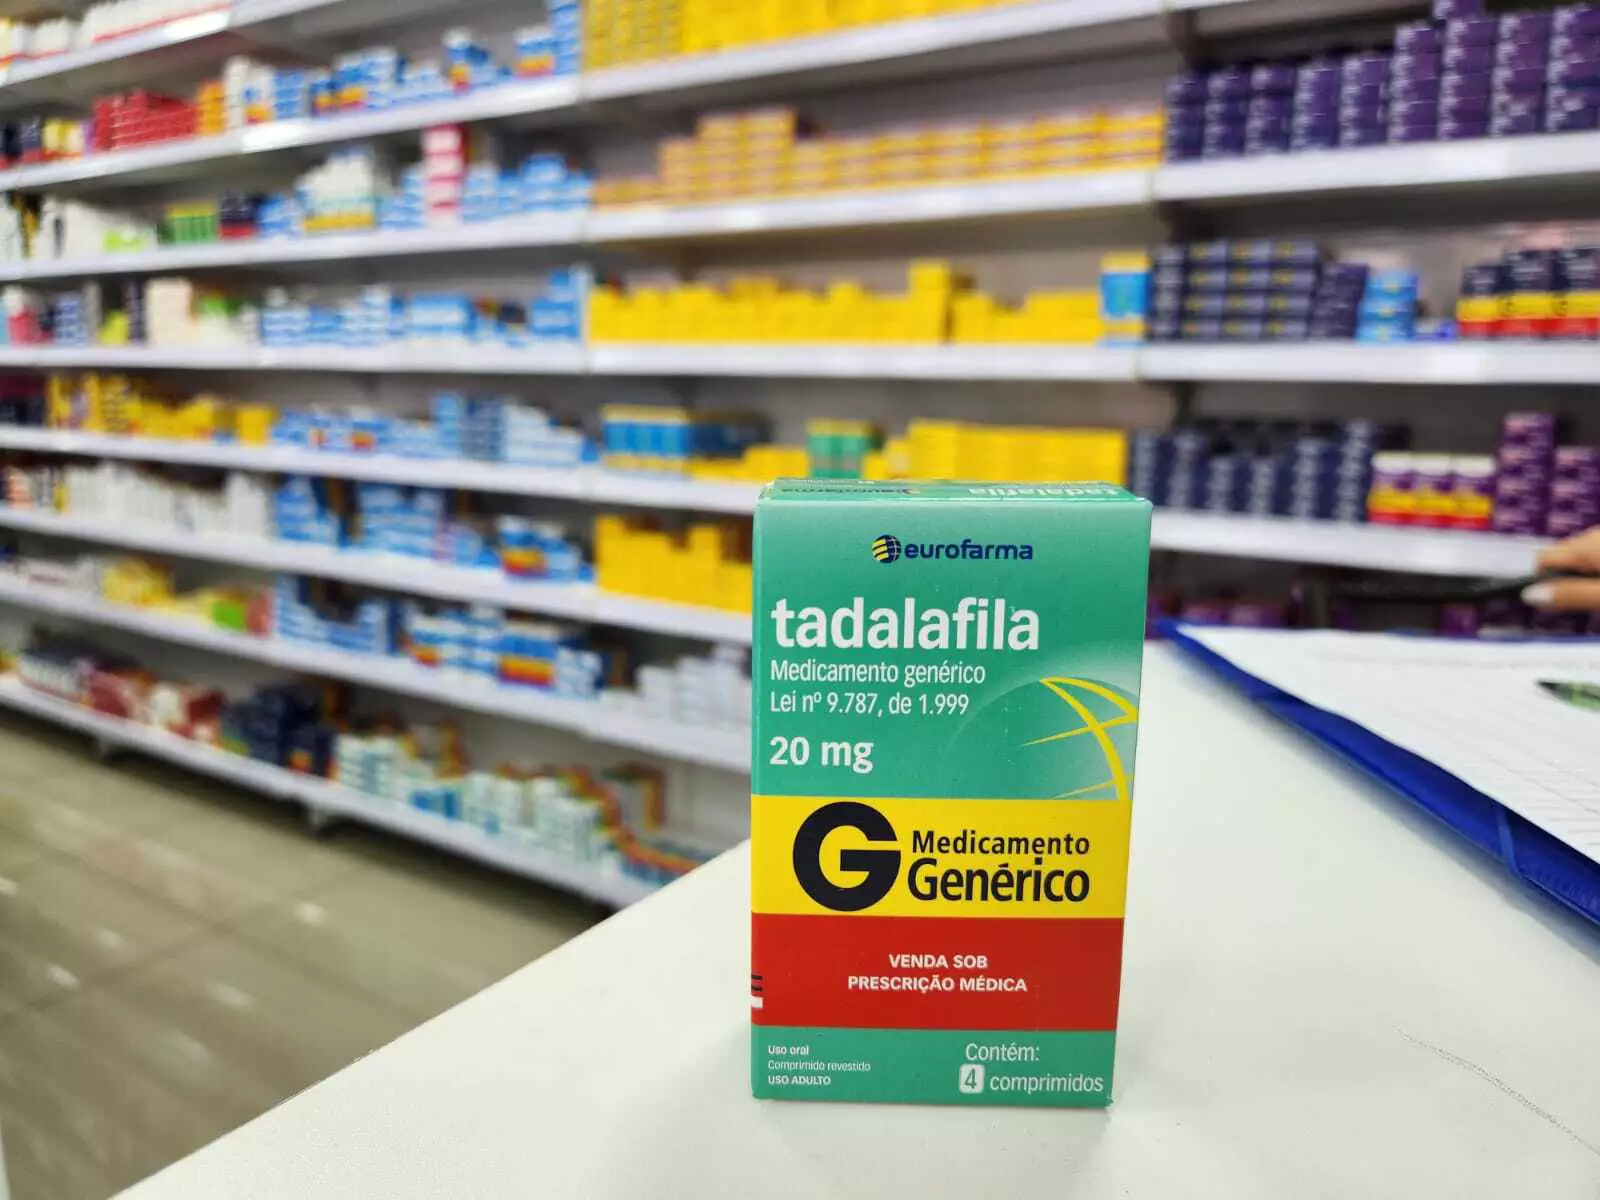 eurofarma
tadalafila
eurofarma
tadalafila
Medicamento genérico
Lei nº 9.787, de 1.999
20 mg
G Medicamento
Genérico
VENDA SOB
PRESCRIÇÃO MÉDICA
Uso oral
Comprimido revestido
USO ADULTO
Contém:
4 comprimidos